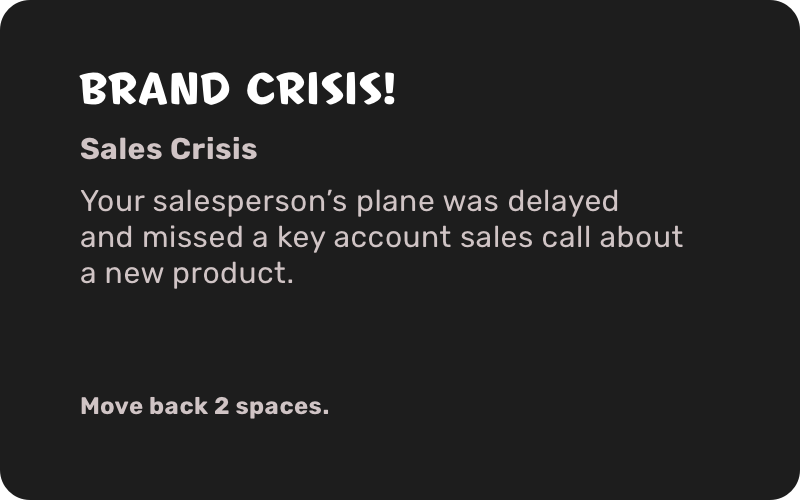 BRAND CRISIS!
Sales Crisis
Your salesperson’s plane was delayed
and missed a key account sales call about
a new product.
Move back 2 spaces.